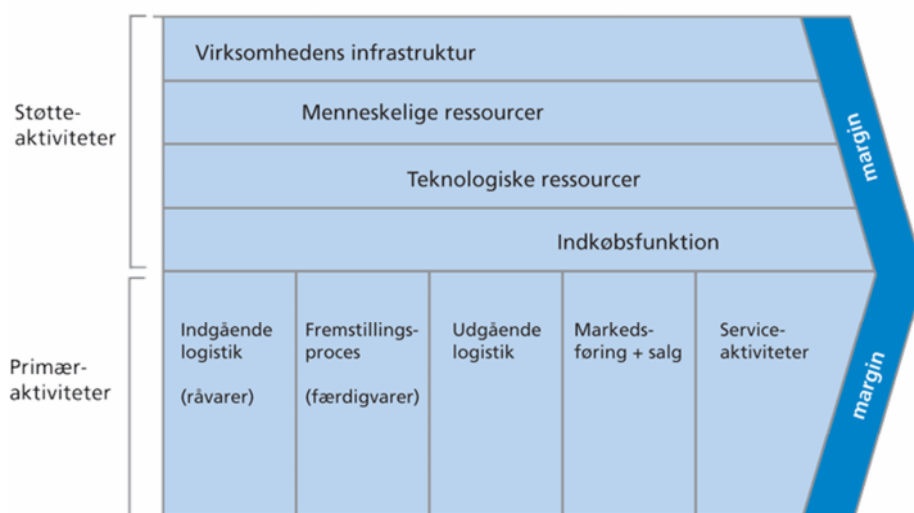 Støtte-
aktiviteter
Virksomhedens infrastruktur
Menneskelige ressourcer
Teknologiske ressourcer
Indkøbsfunktion
margin
Primær-
aktiviteter
Indgående
logistik
(råvarer)
Fremstillings-
proces
(færdigvarer)
Udgående
logistik
Markeds-
føring + salg
Service-
aktiviteter
margin